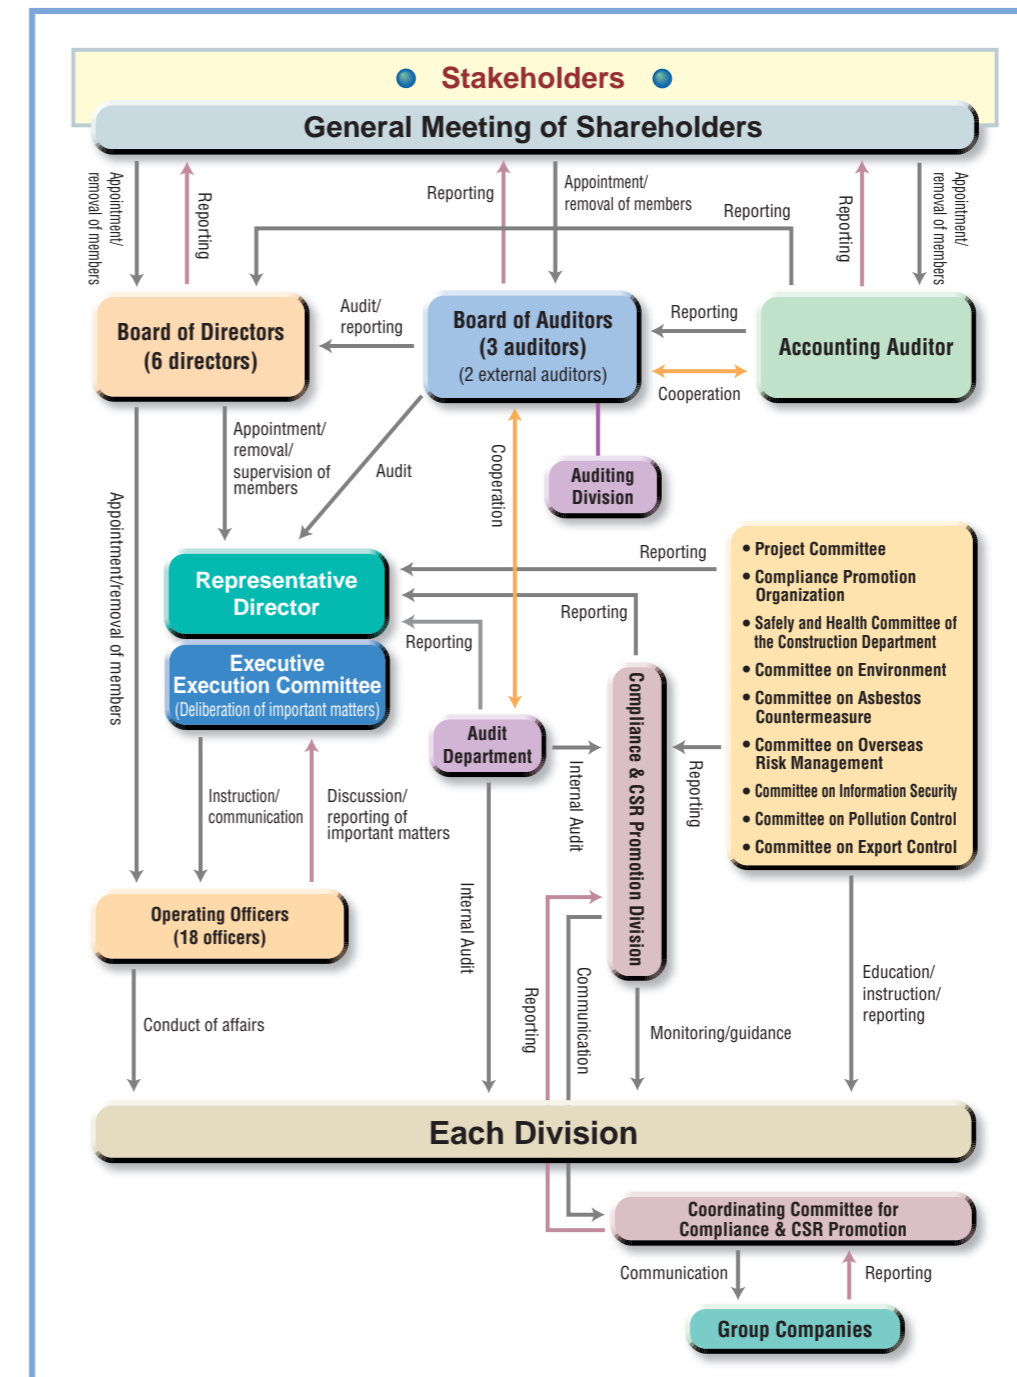 Stakeholders
General Meeting of Shareholders
Appointment/
removal of members
Reporting
Reporting
Appointment/
removal of members
Reporting
Reporting
Appointment/
removal of members
Board of Directors
(6 directors)
Audit/
reporting
Board of Auditors
(3 auditors)
(2 external auditors)
Reporting
Cooperation
Accounting Auditor
Appointment/
removal/
supervision of
members
Audit
Cooperation
Auditing
Division
Appointment/removal of members
Representative
Director
Executive
Execution Committee
(Deliberation of important matters)
Reporting
Reporting
Reporting
• Project Committee
• Compliance Promotion
Organization
• Safely and Health Committee of
the Construction Department
• Committee on Environment
• Committee on Asbestos
Countermeasure
• Committee on Overseas
Risk Management
• Committee on Information Security
• Committee on Pollution Control
• Committee on Export Control
Audit
Department
Internal Audit
Compliance & CSR Promotion Division
Reporting
Instruction/
communication
Discussion/
reporting of
important matters
Operating Officers
(18 officers)
Internal Audit
Conduct of affairs
Reporting
Communication
Monitoring/guidance
Education/
instruction/
reporting
Each Division
Coordinating Committee for
Compliance & CSR Promotion
Communication
Reporting
Group Companies